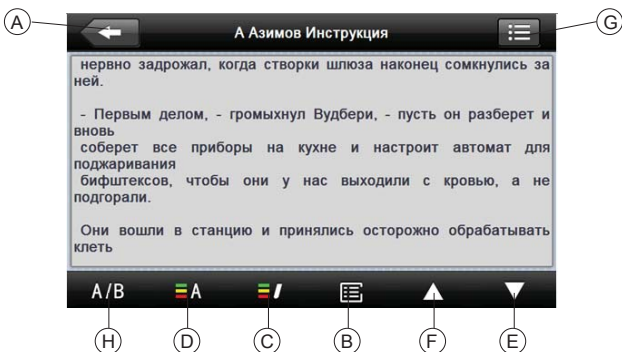 A
G
А Азимов Инструкция
нервно задрожал, когда створки шлюза наконец сомкнулись за
ней.
- Первым делом, - громыхнул Вудбери, - пусть он разберет и
вновь
соберет все приборы на кухне и настроит автомат для
поджаривания
бифштексов, чтобы они у нас выходили с кровью, а не
подгорали.
Они вошли в станцию и принялись осторожно обрабатывать
клеть
A/B A
H D C B F E